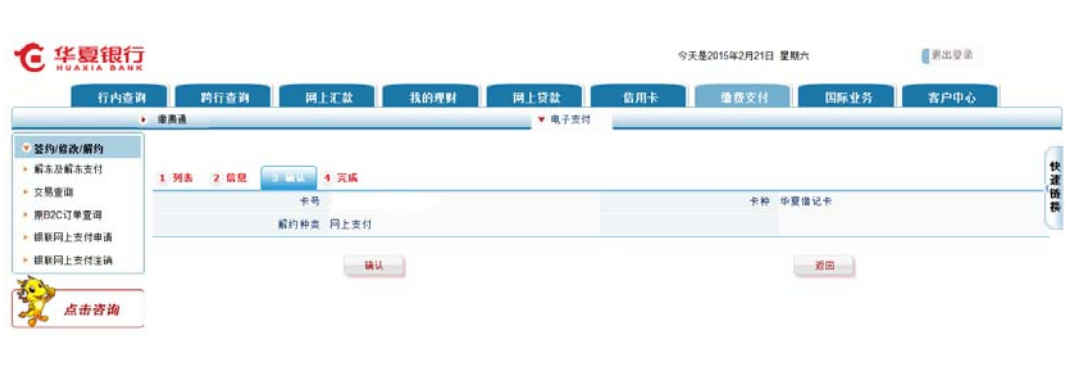 华夏银行
HUAXIA BANK
今天是2015年2月21日 星期六
退出登录
行内查询 跨行查询 网上汇款 我的理财 网上贷款 信用卡 缴费支付 国际业务 客户中心
缴费通 电子支付
签约/修改/解约
解冻及解冻支付
交易查询
原B2C订单查询
银联网上支付申请
银联网上支付注销
点击咨询
1 列表 2 信息 3 确认 4 完成
卡号 卡种 华夏借记卡
解约种类 网上支付
确认 返回
快速链接